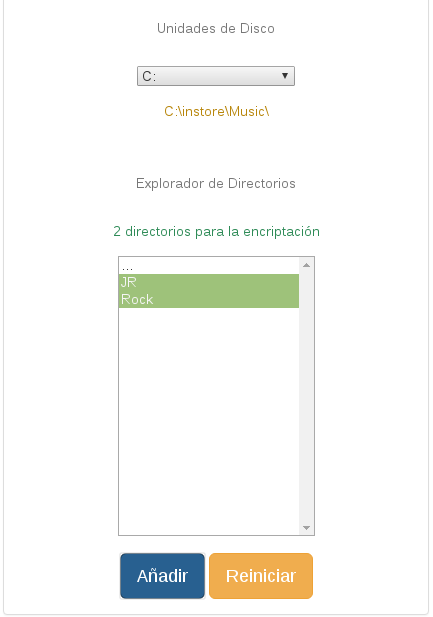 Unidades de Disco
C:
C:\instore\Music\
Explorador de Directorios
2 directorios para la encriptación
...
JR
Rock
Añadir Reiniciar